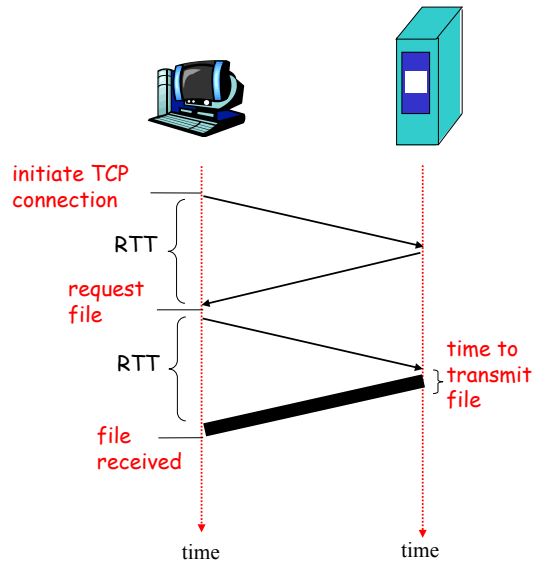 initiate TCP
connection
RTT
request
file
RTT
time to
transmit
file
file
received
time
time